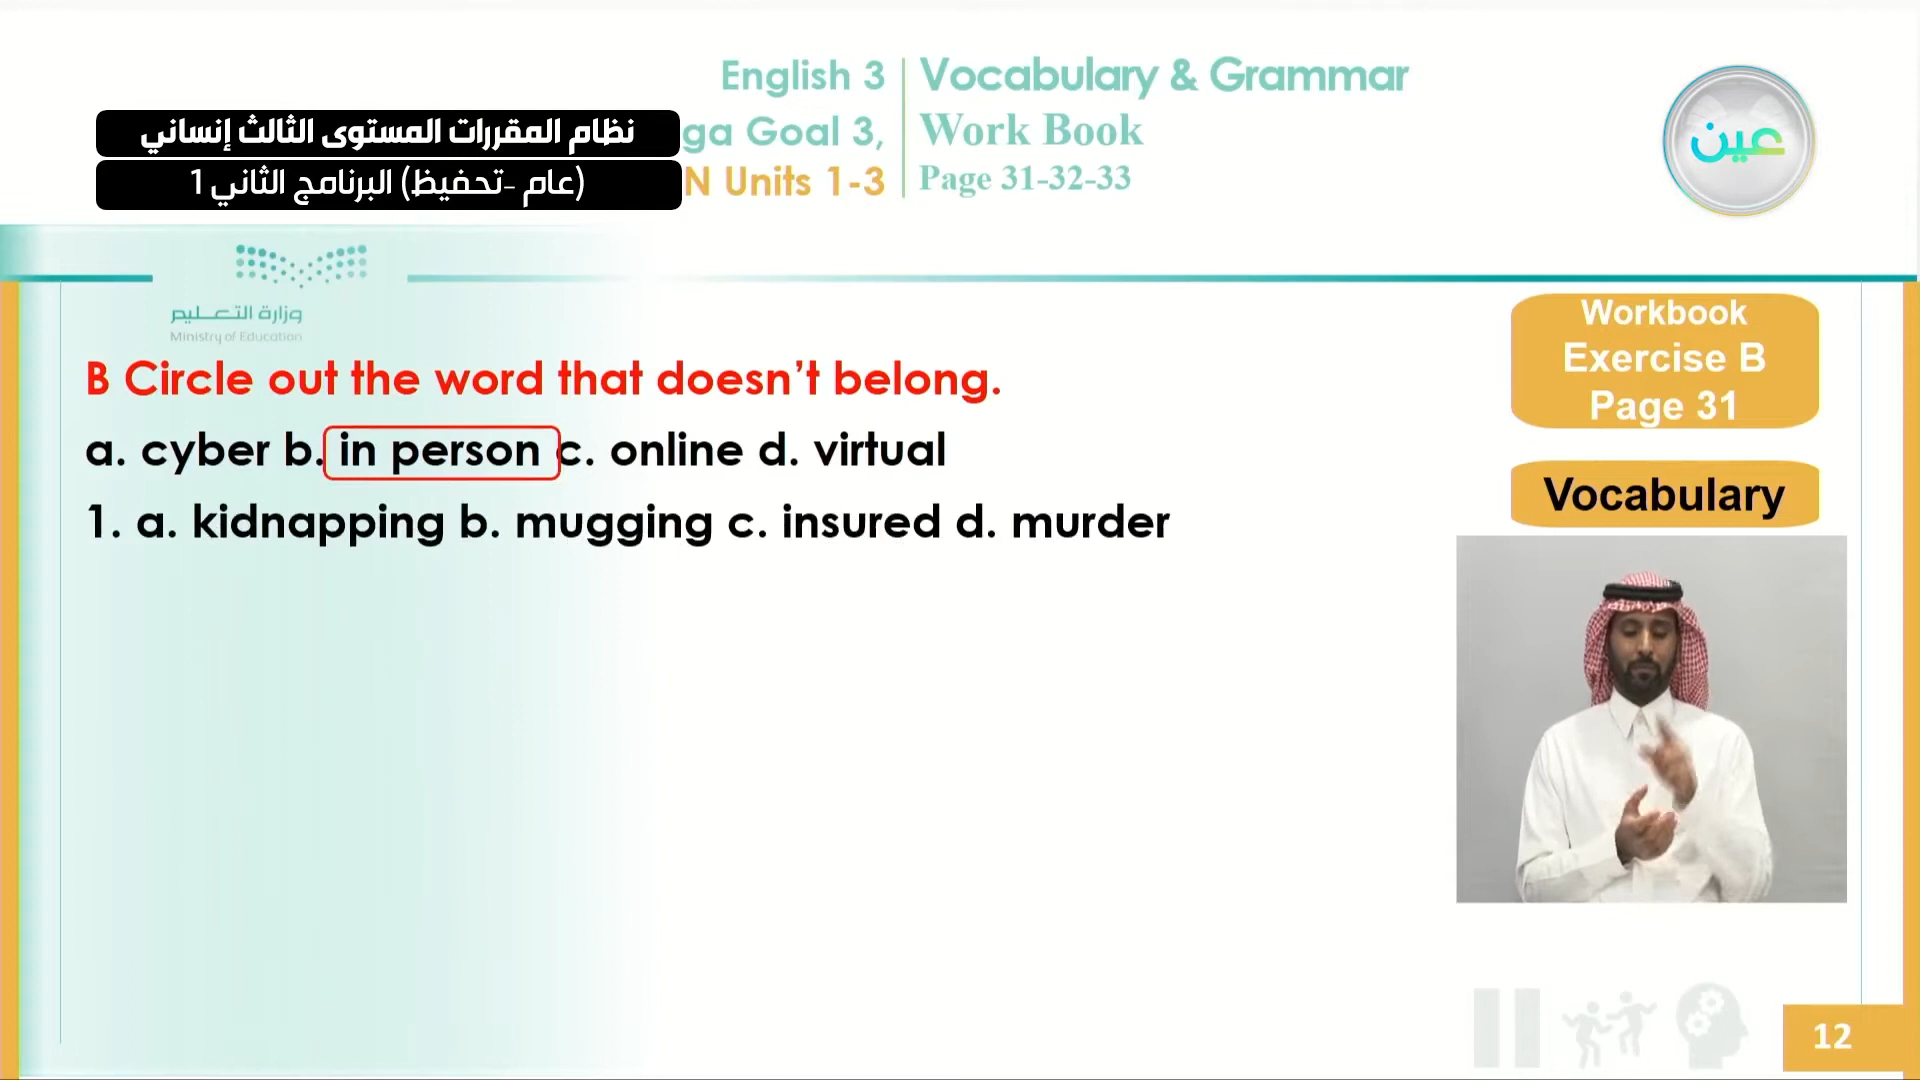 English 3
Vocabulary & Grammar
نظام المقررات المستوى الثالث إنساني
ga Goal 3,
Work Book
(عام -تحفيظ) البرنامج الثاني 1
N Units 1-3
Page 31-32-33
عين
وزارة التعليم
Ministry of Education
Workbook
Exercise B
Page 31
B Circle out the word that doesn’t belong.
a. cyber b. in person c. online d. virtual
Vocabulary
1. a. kidnapping b. mugging c. insured d. murder
12